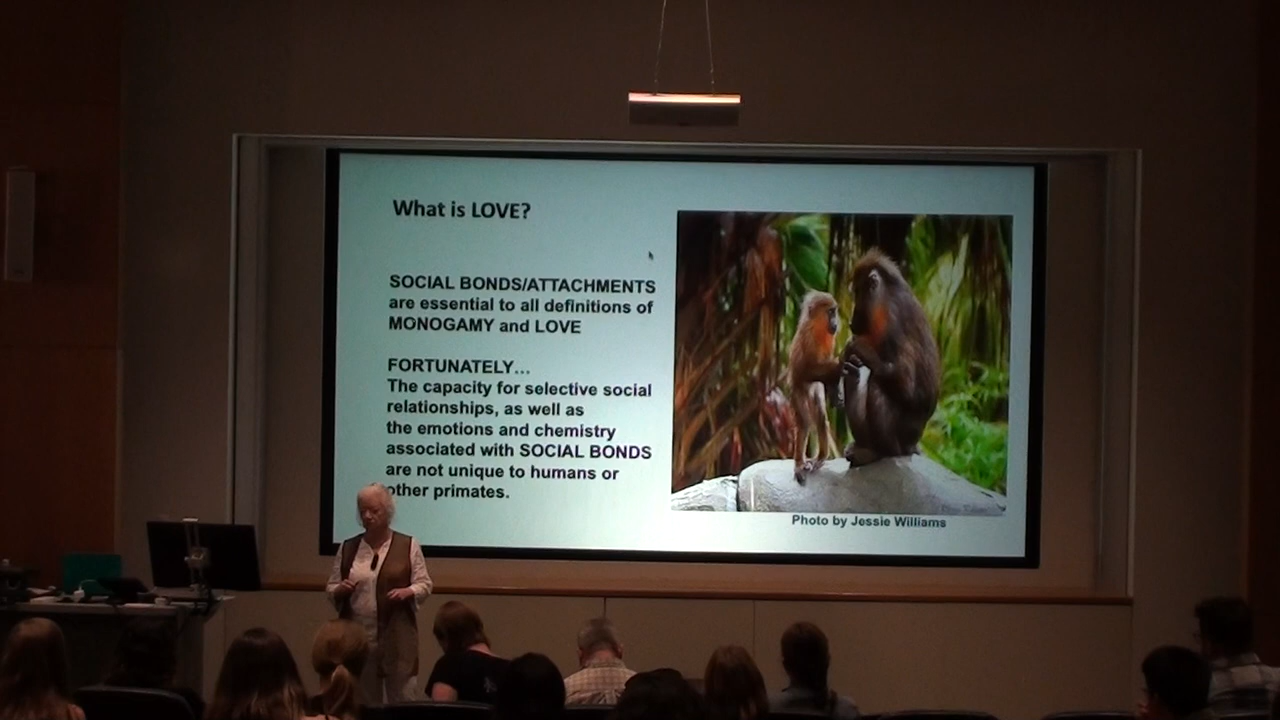 What is LOVE?
SOCIAL BONDS/ATTACHMENTS
are essential to all definitions of
MONOGAMY and LOVE
FORTUNATELY...
The capacity for selective social
relationships, as well as
the emotions and chemistry
associated with SOCIAL BONDS
are not unique to humans or
other primates.
Photo by Jessie Williams